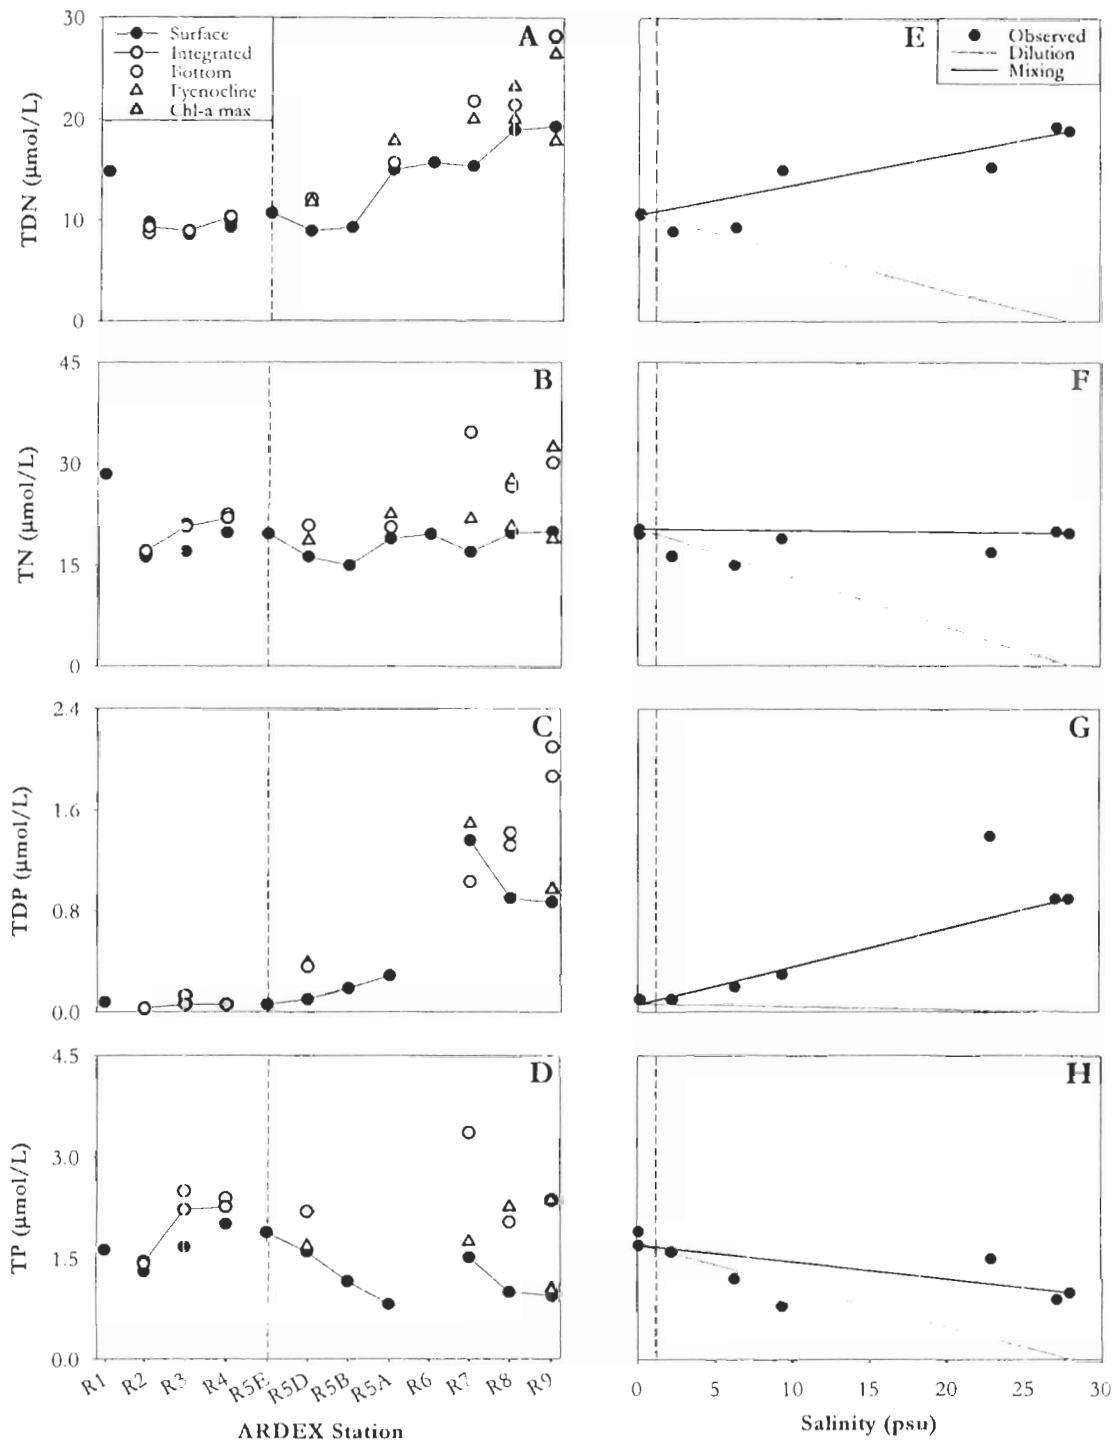 30
20
10
0
TDN (µmol/L)
Surface
Integrated
Bottom
Pycnocline
Chl-a max
A
E
Observed
Dilution
Mixing
45
30
15
0
TN (µmol/L)
B
F
2.4
1.6
0.8
0.0
TDP (µmol/L)
C
G
4.5
3.0
1.5
0.0
TP (µmol/L)
D
H
R1 R2 R3 R4 R5E R5D R5B R5A R6 R7 R8 R9
ARDEX Station
0 5 10 15 20 25 30
Salinity (psu)